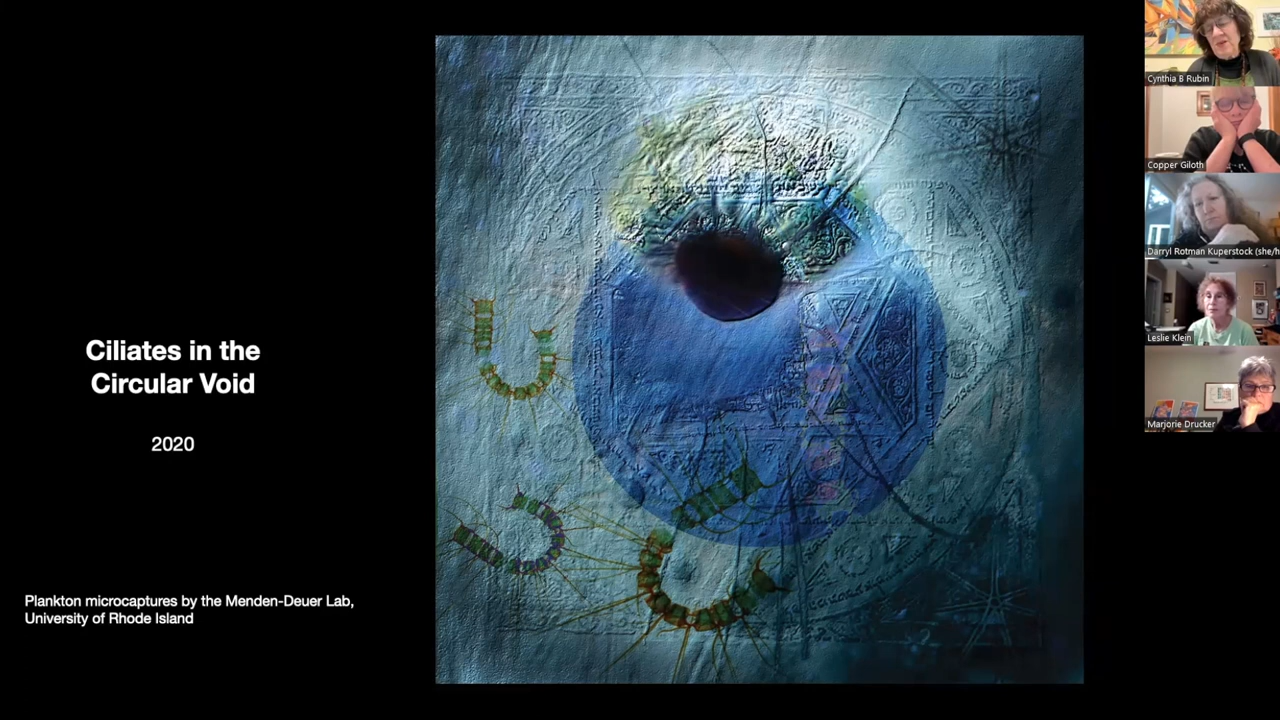 Ciliates in the
Circular Void
2020
Plankton microcaptures by the Menden-Deuer Lab,
University of Rhode Island
Cynthia B Rubin
Copper Giloth
Darryl Rotman Kuperstock (she/h
Leslie Klein
Marjorie Drucker